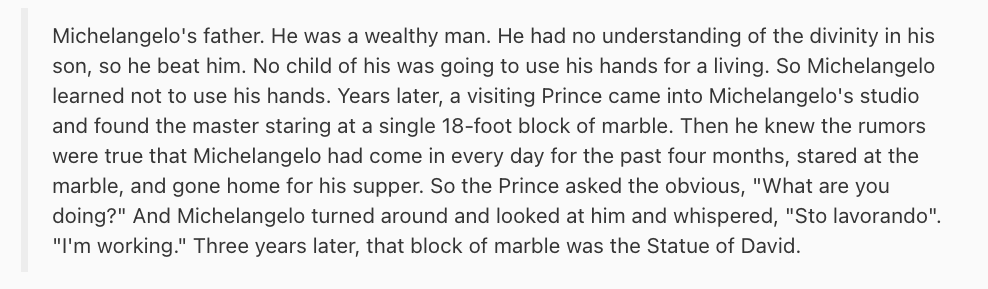 Michelangelo's father. He was a wealthy man. He had no understanding of the divinity in his
son, so he beat him. No child of his was going to use his hands for a living. So Michelangelo
learned not to use his hands. Years later, a visiting Prince came into Michelangelo's studio
and found the master staring at a single 18-foot block of marble. Then he knew the rumors
were true that Michelangelo had come in every day for the past four months, stared at the
marble, and gone home for his supper. So the Prince asked the obvious, "What are you
doing?" And Michelangelo turned around and looked at him and whispered, "Sto lavorando".
"I'm working." Three years later, that block of marble was the Statue of David.